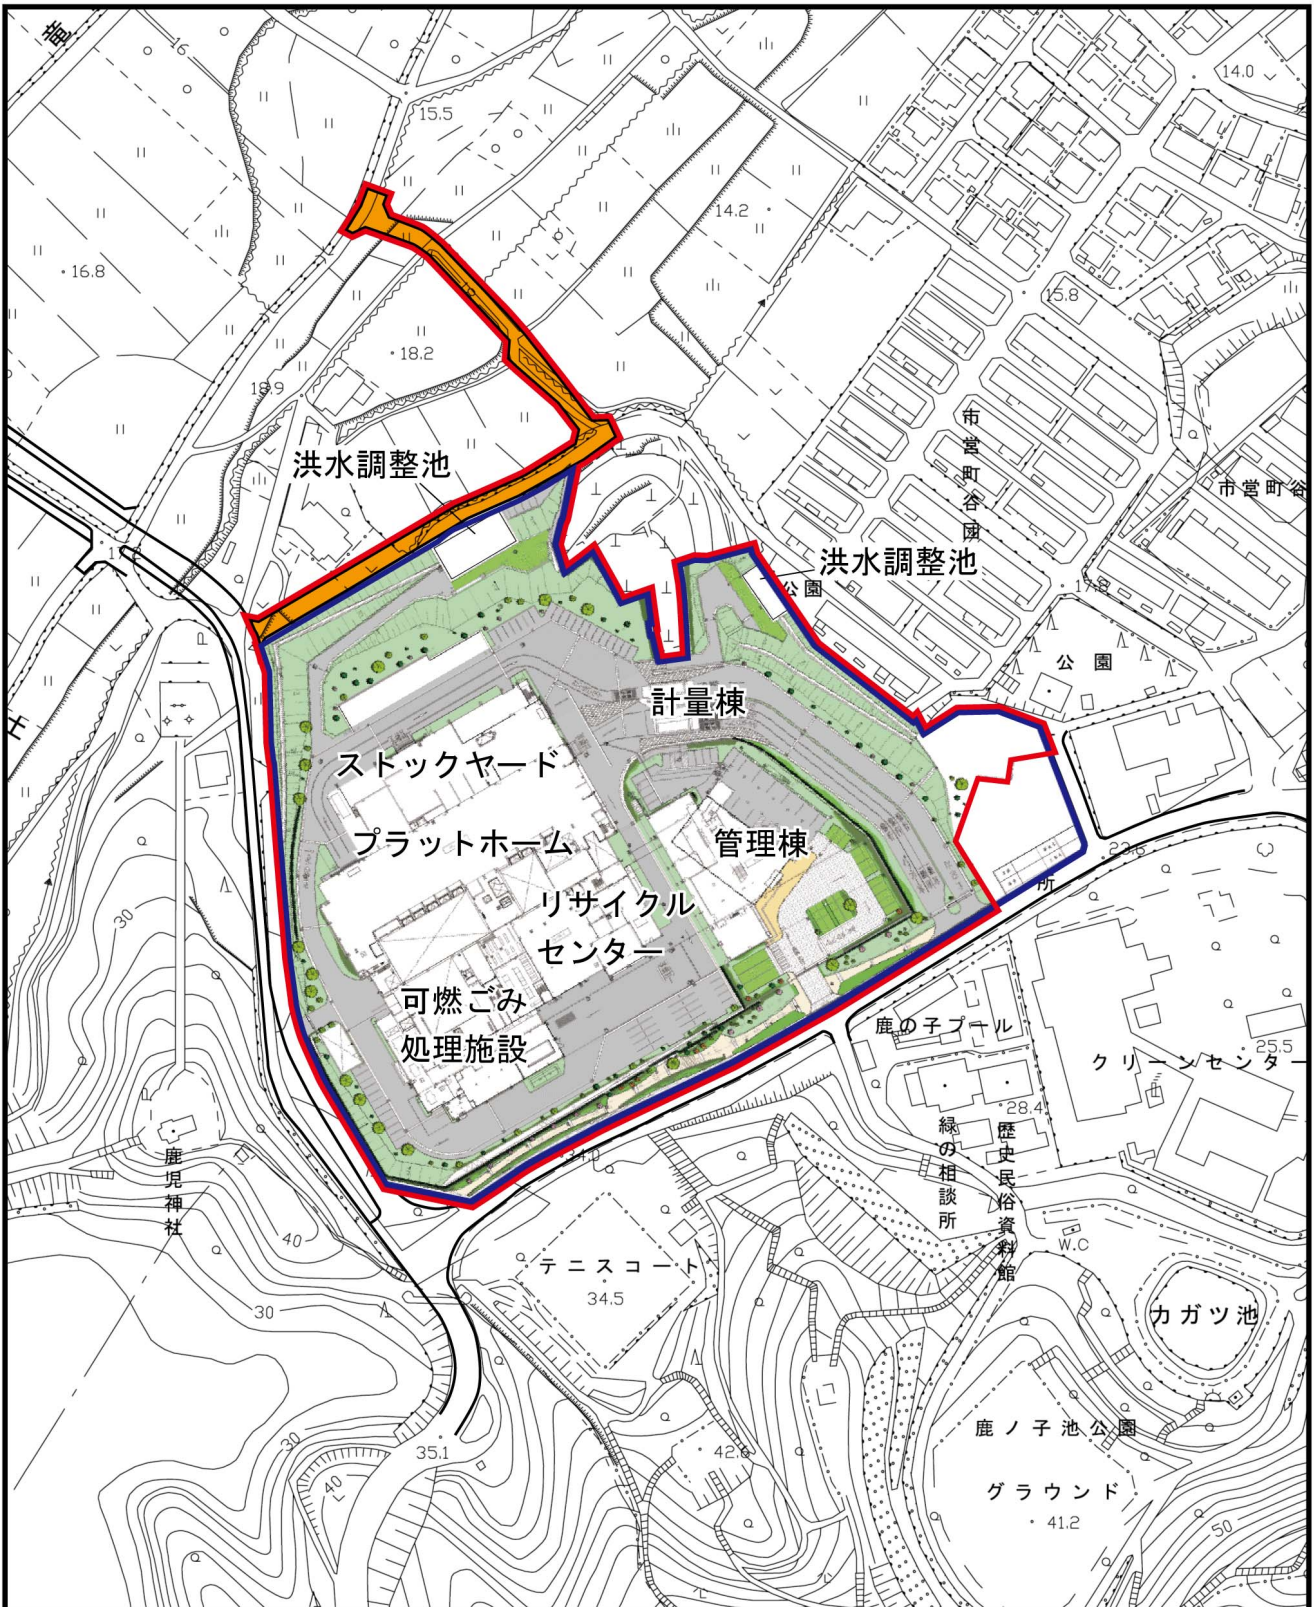 竜
16
14.0
15.5
14.2
16.8
15.8
18.2
18.9
市営町谷団
洪水調整池
市営町谷
17.2
洪水調整池
公園
17.8
公園
計量棟
ストックヤード
プラットホーム
管理棟
23.6
リサイクル
センター
所
可燃ごみ
処理施設
鹿の子プール
25.5
クリーンセンター
28.4
30
緑の相談所
歴史民俗資料館
鹿児神社
34.0
40
W.C
テニスコート
34.5
30
カガツ池
鹿ノ子池公園
35.1
30
グラウンド
40
41.2
50